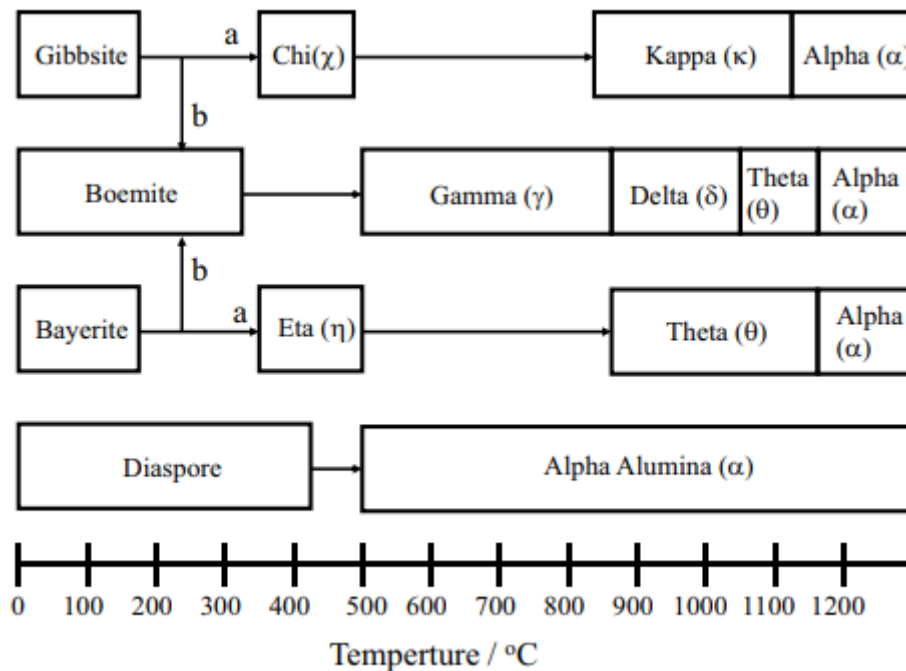 a
Gibbsite
Chi(χ)
Kappa (κ)
Alpha (α)
b
Boemite
Gamma (γ)
Delta (δ)
Theta
(θ)
Alpha
(α)
b
a
Bayerite
Eta (η)
Theta (θ)
Alpha
(α)
Diaspore
Alpha Alumina (α)
0 100 200 300 400 500 600 700 800 900 1000 1100 1200
Temperture / °C